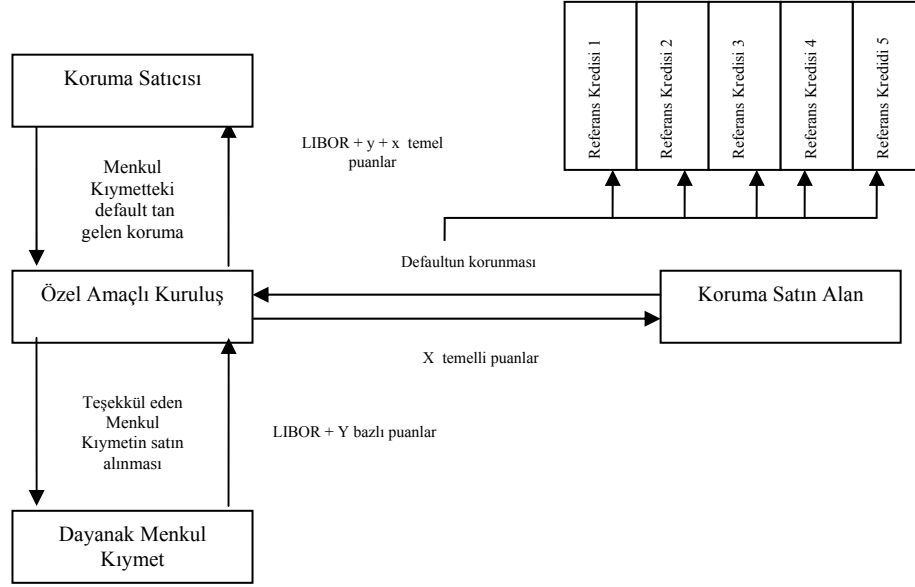 Koruma Satıcısı
LIBOR + y + x temel
puanlar
Referans Kredisi 1
Referans Kredisi 2
Referans Kredisi 3
Referans Kredisi 4
Referans Kredidi 5
Menkul
Kıymetteki
default tan
gelen koruma
Defaultun korunması
Özel Amaçlı Kuruluş
Koruma Satın Alan
X temelli puanlar
Teşekkül eden
Menkul
Kıymetin satın
alınması
LIBOR + Y bazlı puanlar
Dayanak Menkul
Kıymet